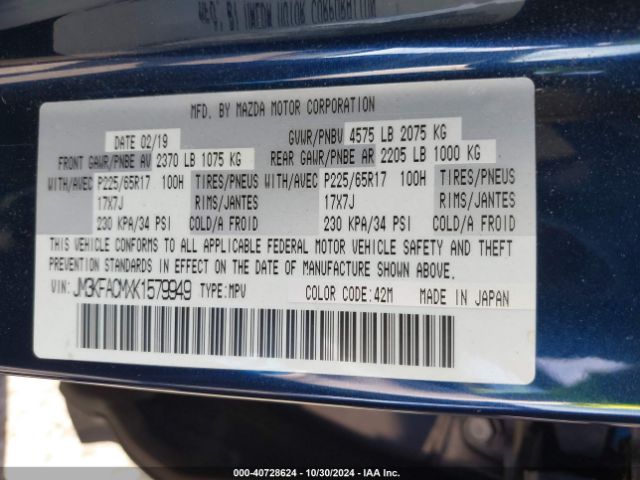 MFD. BY MAZDA MOTOR CORPORATION
DATE 02/19 GVWR/PNBV 4575 LB 2075 KG
FRONT GAWR/PNBE AV 2370 LB 1075 KG REAR GAWR/PNBE AR 2205 LB 1000 KG
WITH/AVEC P225/65R17 100H TIRES/PNEUS WITH/AVEC P225/65R17 100H TIRES/PNEUS
17X7J RIMS/JANTES 17X7J RIMS/JANTES
230 KPA/34 PSI COLD/A FROID 230 KPA/34 PSI COLD/A FROID
THIS VEHICLE CONFORMS TO ALL APPLICABLE FEDERAL MOTOR VEHICLE SAFETY AND THEFT
PREVENTION STANDARDS IN EFFECT ON THE DATE OF MANUFACTURE SHOWN ABOVE.
VIN: JM3KFACMXK1579949 TYPE:MPV COLOR CODE:42M MADE IN JAPAN
000-40728624 - 10/30/2024 - IAA Inc.